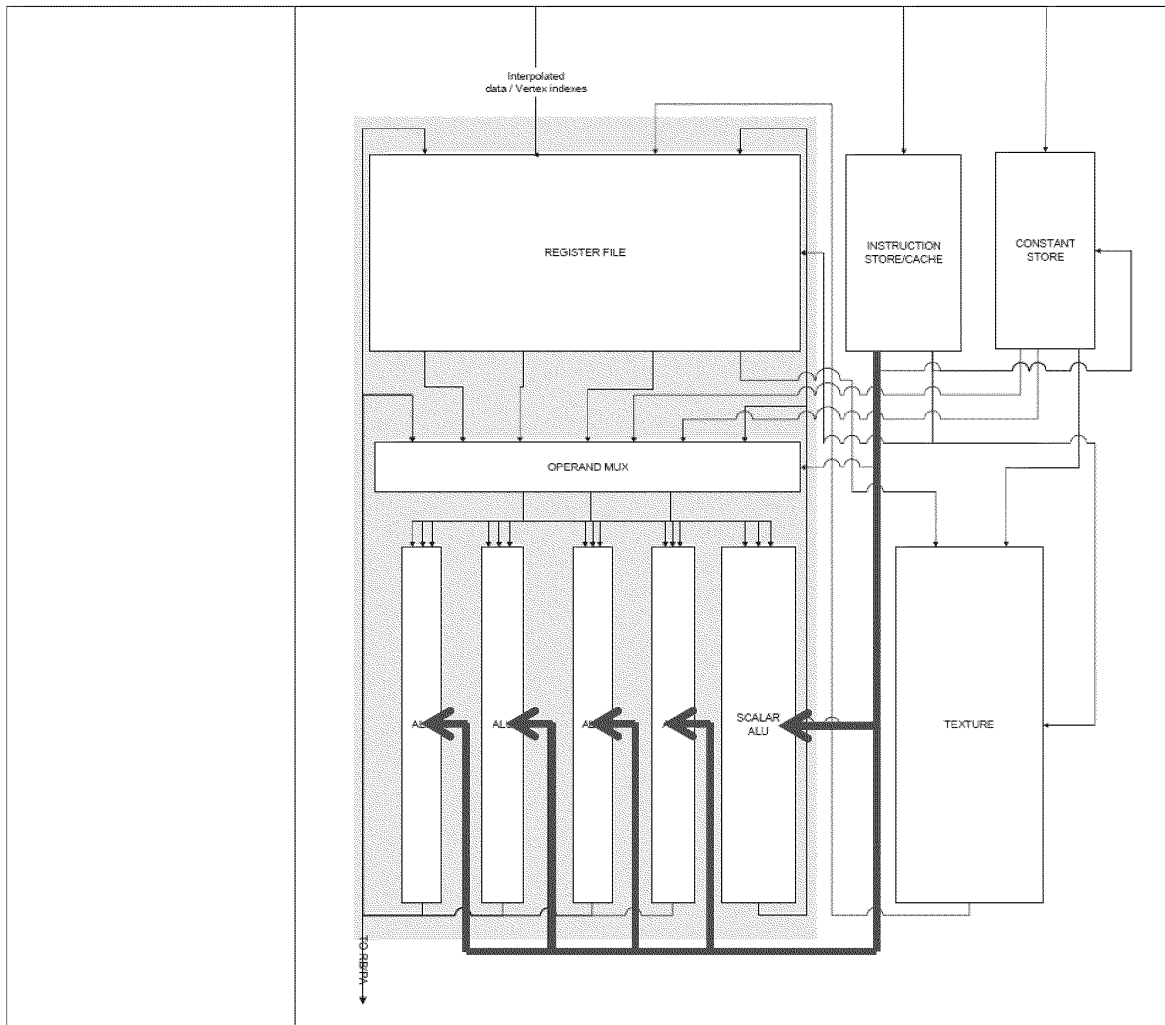 Interpolated
data / Vertex indexes
REGISTER FILE
INSTRUCTION
STORE/CACHE
CONSTANT
STORE
OPERAND MUX
SCALAR
ALU
TEXTURE
TO RB/PA